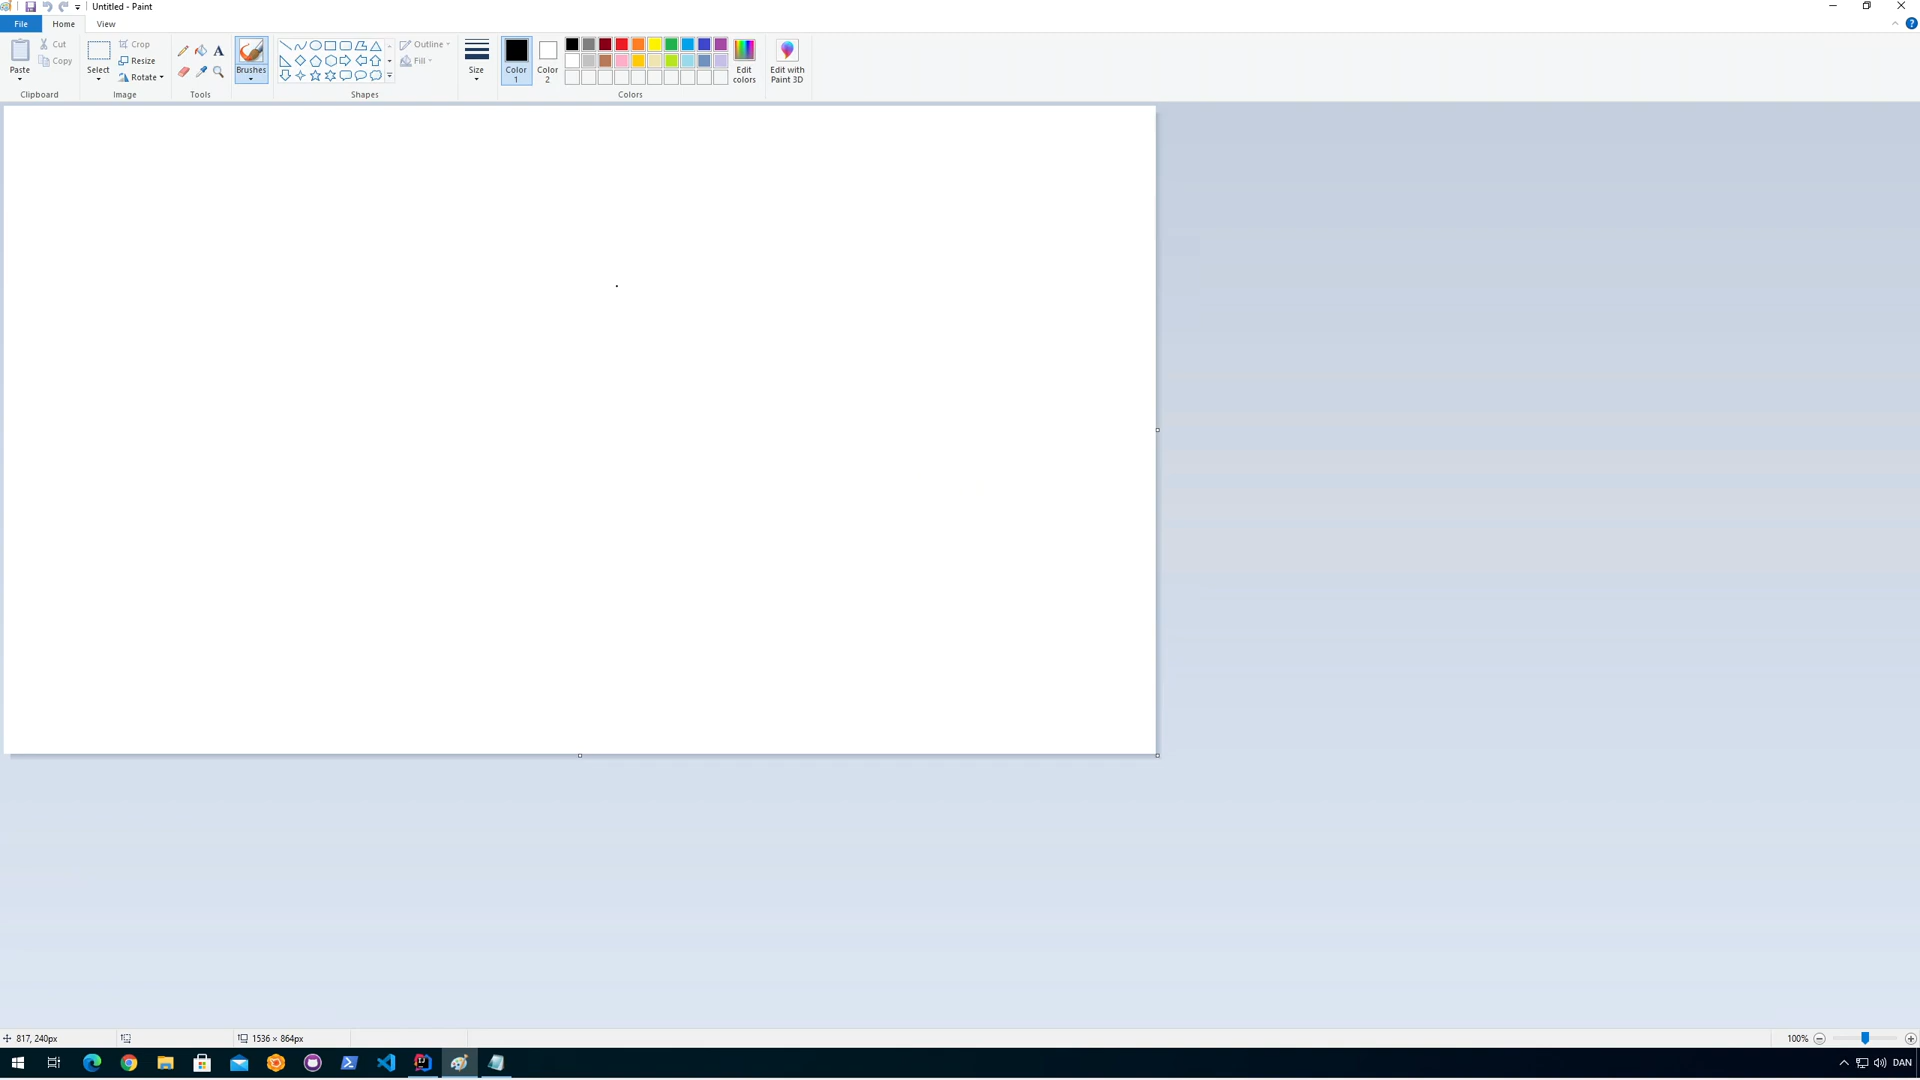 Untitled - Paint
File Home View
Paste
Cut
Copy
Clipboard
Select
Crop
Resize
Rotate
Image
A
Tools
Brushes
Outline
Fill
Shapes
Size
Color 1
Color 2
Edit colors
Colors
Edit with Paint 3D
817, 240px
1536 × 864px
100%
DAN